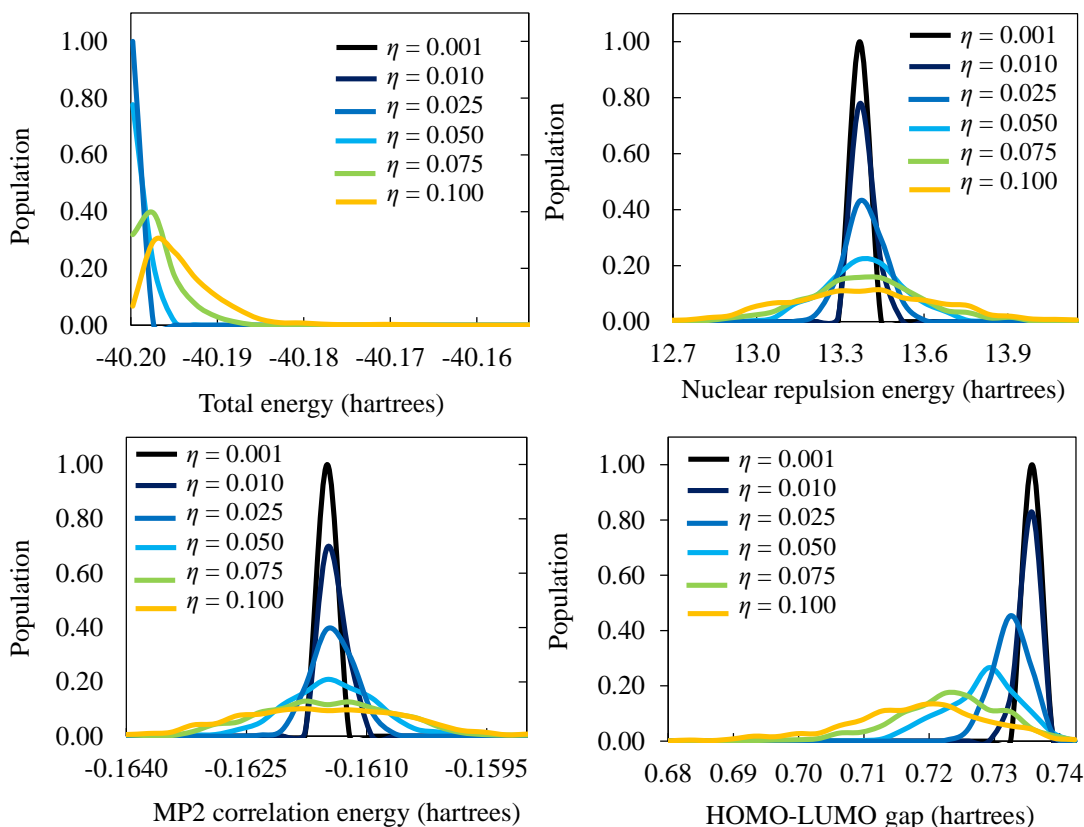 1.00
0.80
0.60
0.40
0.20
0.00
Population
η = 0.001
η = 0.010
η = 0.025
η = 0.050
η = 0.075
η = 0.100
-40.20 -40.19 -40.18 -40.17 -40.16
Total energy (hartrees)
1.00
0.80
0.60
0.40
0.20
0.00
Population
η = 0.001
η = 0.010
η = 0.025
η = 0.050
η = 0.075
η = 0.100
12.7 13.0 13.3 13.6 13.9
Nuclear repulsion energy (hartrees)
1.00
0.80
0.60
0.40
0.20
0.00
Population
η = 0.001
η = 0.010
η = 0.025
η = 0.050
η = 0.075
η = 0.100
-0.1640 -0.1625 -0.1610 -0.1595
MP2 correlation energy (hartrees)
1.00
0.80
0.60
0.40
0.20
0.00
Population
η = 0.001
η = 0.010
η = 0.025
η = 0.050
η = 0.075
η = 0.100
0.68 0.69 0.70 0.71 0.72 0.73 0.74
HOMO-LUMO gap (hartrees)